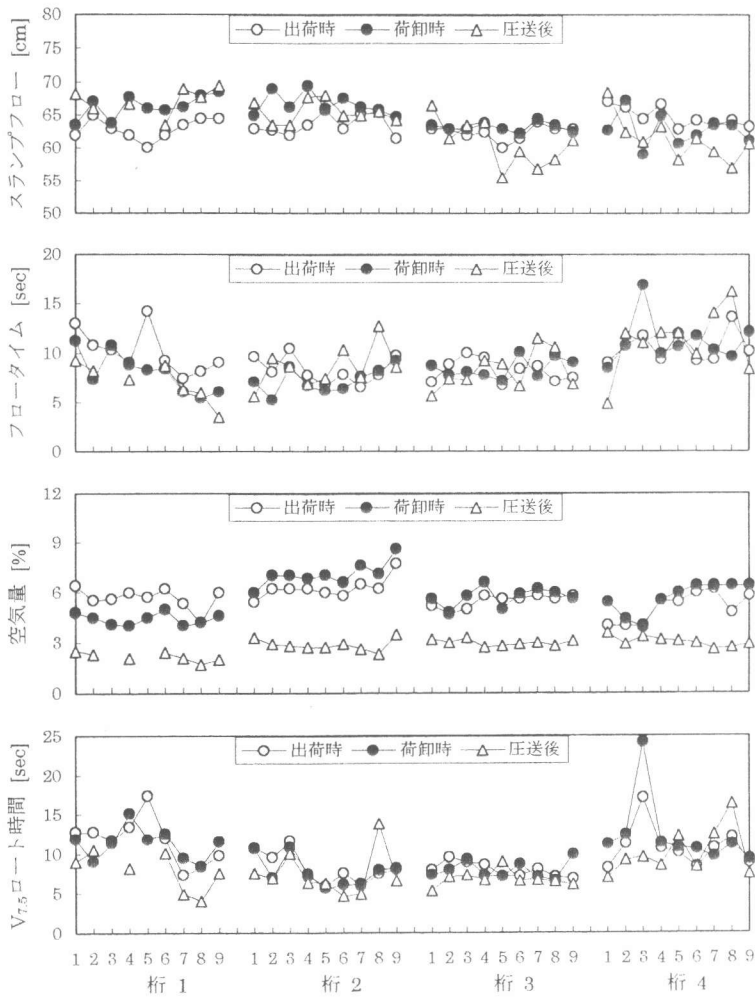 スランプフロー [cm]
80
75
70
65
60
55
50
出荷時 荷卸時 圧送後
フロータイム [sec]
20
15
10
5
0
出荷時 荷卸時 圧送後
空気量 [%]
12
9
6
3
0
出荷時 荷卸時 圧送後
V7.5ロート時間 [sec]
25
20
15
10
5
0
出荷時 荷卸時 圧送後
1 2 3 4 5 6 7 8 9 1 2 3 4 5 6 7 8 9 1 2 3 4 5 6 7 8 9 1 2 3 4 5 6 7 8 9
桁 1 桁 2 桁 3 桁 4